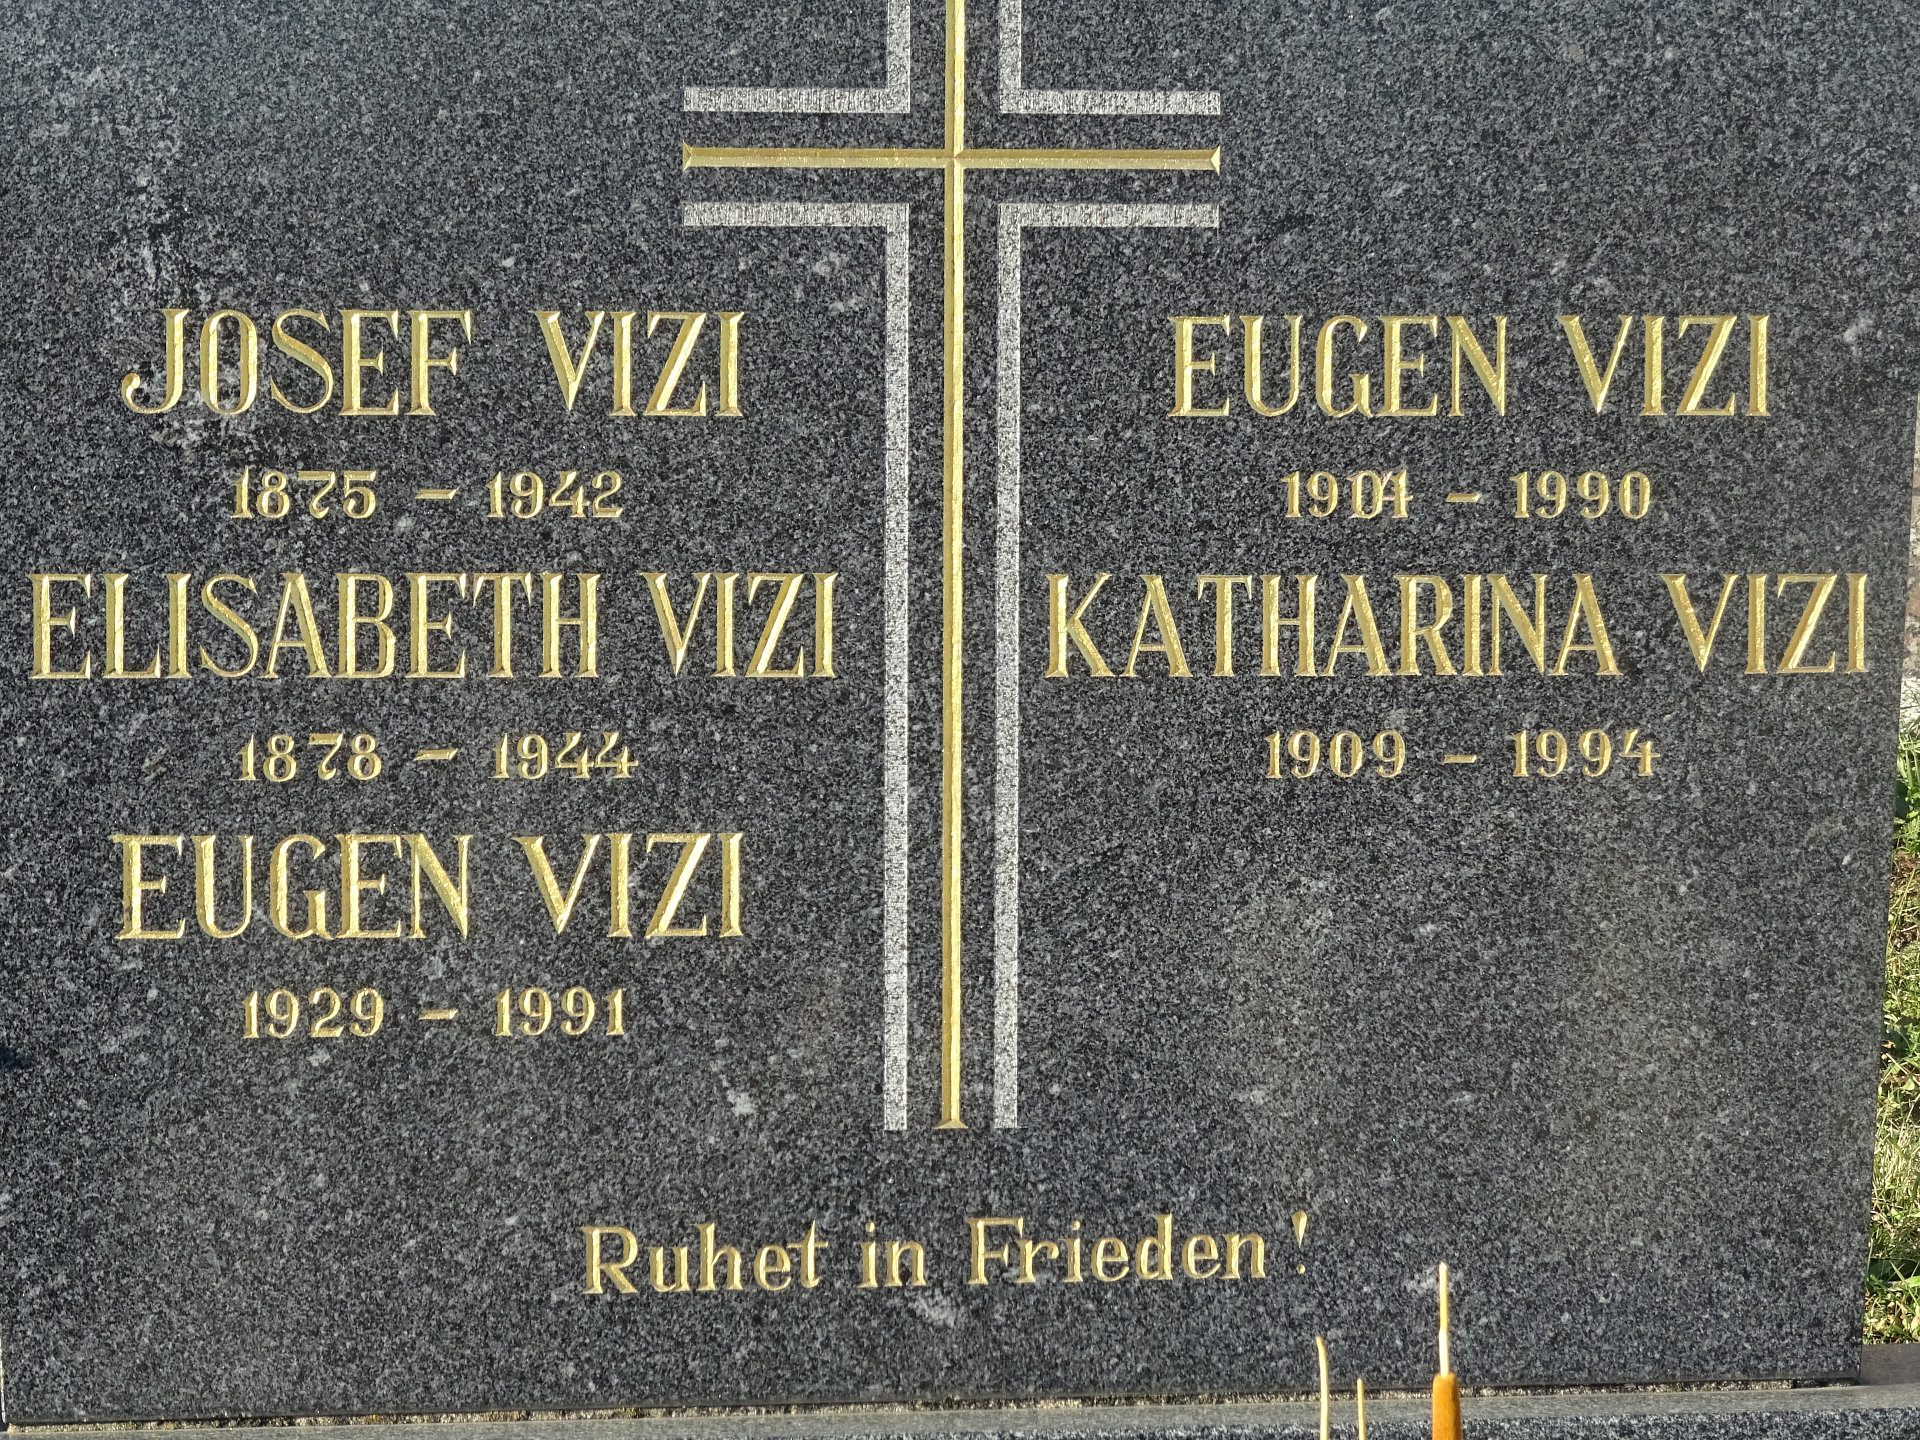 JOSEF VIZI
1875 - 1942
ELISABETH VIZI
1878 - 1944
EUGEN VIZI
1929 - 1991
EUGEN VIZI
1904 - 1990
KATHARINA VIZI
1909 - 1994
Ruhet in Frieden!